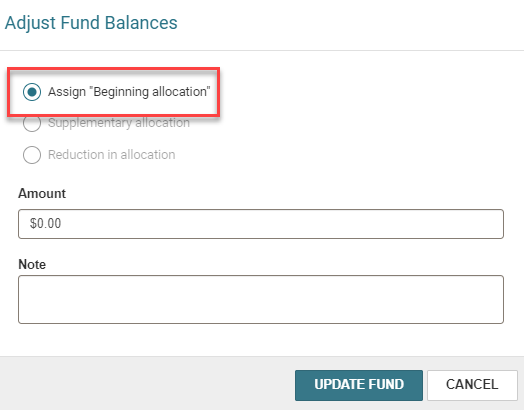 Adjust Fund Balances
Assign "Beginning allocation"
Supplementary allocation
Reduction in allocation
Amount
$0.00
Note
UPDATE FUND CANCEL